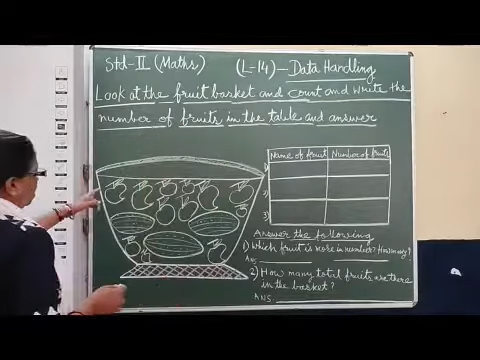 Std-II (Maths) (L-14) - Data Handling
Look at the fruit basket and count and write the
number of fruits in the table and answer
Name of fruit Number of fruits
1)
2)
3)
Answer the following
1) Which fruit is more in number? How many?
Ans
2) How many total fruits are there
in the basket?
Ans